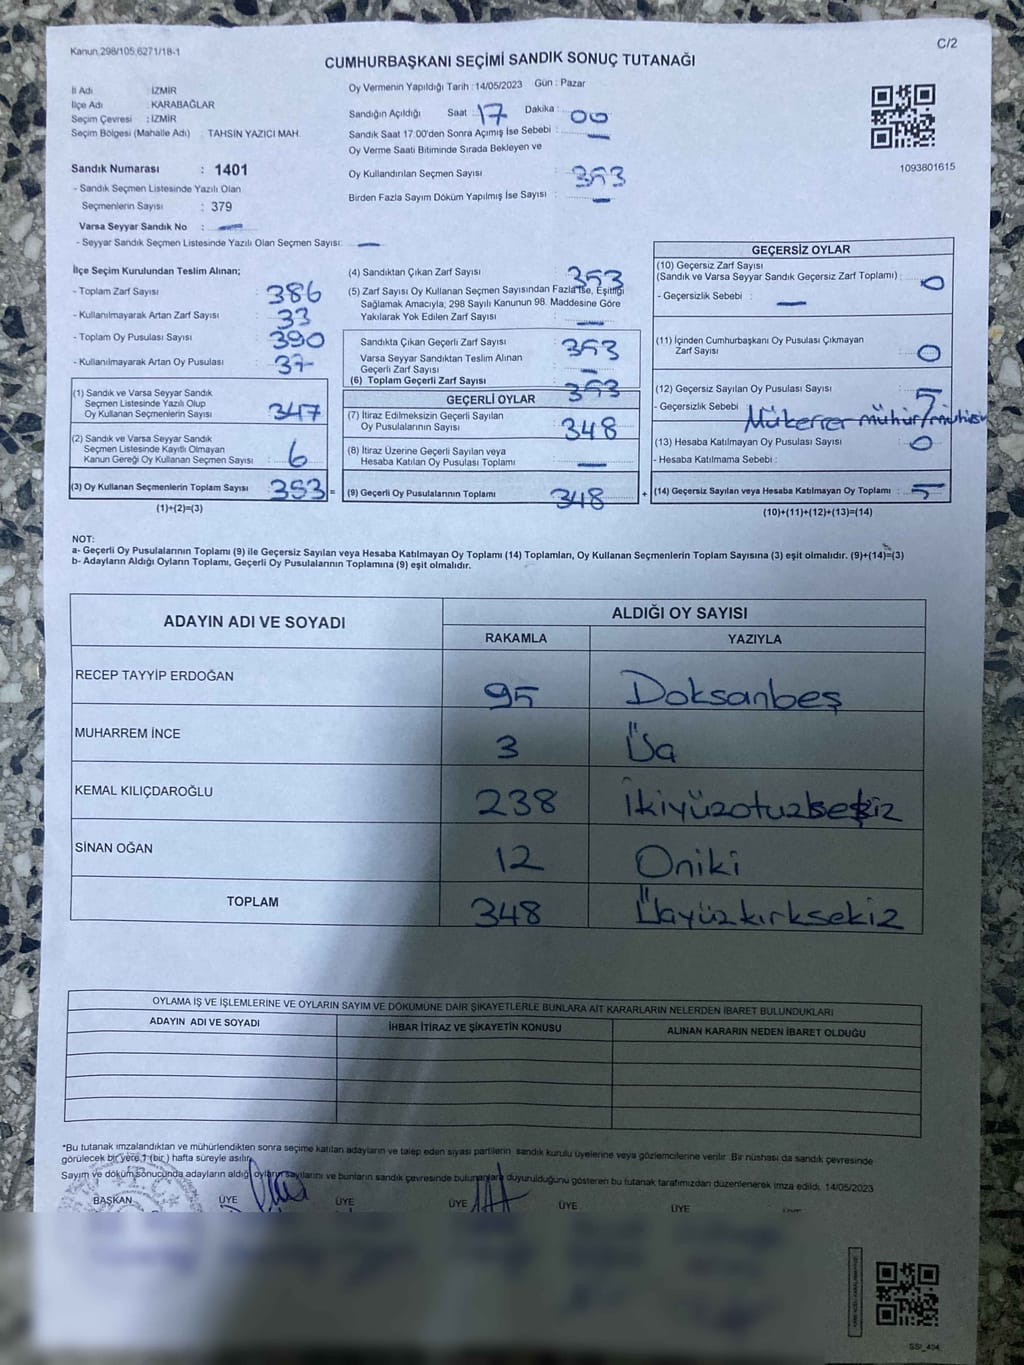 Kanun 298/105,6271/18-1
C/2
CUMHURBAŞKANI SEÇİMİ SANDIK SONUÇ TUTANAĞI
İl Adı : İZMİR
İlçe Adı : KARABAĞLAR
Seçim Çevresi : İZMİR
Seçim Bölgesi (Mahalle Adı) : TAHSİN YAZICI MAH.
Sandık Numarası : 1401
- Sandık Seçmen Listesinde Yazılı Olan
Seçmenlerin Sayısı : 379
Varsa Seyyar Sandık No : —
- Seyyar Sandık Seçmen Listesinde Yazılı Olan Seçmen Sayısı: —
Oy Vermenin Yapıldığı Tarih : 14/05/2023 Gün : Pazar
Sandığın Açıldığı Saat : 17 Dakika : 00
Sandık Saat 17:00'den Sonra Açımış İse Sebebi : —
Oy Verme Saati Bitiminde Sırada Bekleyen ve
Oy Kullandırılan Seçmen Sayısı : 353
Birden Fazla Sayım Döküm Yapılmış İse Sayısı : —
1093801615
İlçe Seçim Kurulundan Teslim Alınan;
- Toplam Zarf Sayısı : 386
- Kullanılmayarak Artan Zarf Sayısı : 33
- Toplam Oy Pusulası Sayısı : 390
- Kullanılmayarak Artan Oy Pusulası : 37
(1) Sandık ve Varsa Seyyar Sandık
Seçmen Listesinde Yazılı Olup
Oy Kullanan Seçmenlerin Sayısı : 347
(2) Sandık ve Varsa Seyyar Sandık
Seçmen Listesinde Kayıtlı Olmayan
Kanun Gereği Oy Kullanan Seçmen Sayısı : 6
(3) Oy Kullanan Seçmenlerin Toplam Sayısı : 353 =
(1)+(2)=(3)
(4) Sandıktan Çıkan Zarf Sayısı : 353
(5) Zarf Sayısı Oy Kullanan Seçmen Sayısından Fazla İse, Eşitliği
Sağlamak Amacıyla; 298 Sayılı Kanunun 98. Maddesine Göre
Yakılarak Yok Edilen Zarf Sayısı : —
Sandıkta Çıkan Geçerli Zarf Sayısı : 353
Varsa Seyyar Sandıktan Teslim Alınan
Geçerli Zarf Sayısı : —
(6) Toplam Geçerli Zarf Sayısı : 353
GEÇERLİ OYLAR
(7) İtiraz Edilmeksizin Geçerli Sayılan
Oy Pusulalarının Sayısı : 348
(8) İtiraz Üzerine Geçerli Sayılan veya
Hesaba Katılan Oy Pusulası Toplamı : —
(9) Geçerli Oy Pusulalarının Toplamı : 348 +
GEÇERSİZ OYLAR
(10) Geçersiz Zarf Sayısı
(Sandık ve Varsa Seyyar Sandık Geçersiz Zarf Toplamı) : 0
- Geçersizlik Sebebi : —
(11) İçinden Cumhurbaşkanı Oy Pusulası Çıkmayan
Zarf Sayısı : 0
(12) Geçersiz Sayılan Oy Pusulası Sayısı : 5
- Geçersizlik Sebebi : Mükerrer mühür/
(13) Hesaba Katılmayan Oy Pusulası Sayısı : 0
- Hesaba Katılmama Sebebi :
(14) Geçersiz Sayılan veya Hesaba Katılmayan Oy Toplamı : 5
(10)+(11)+(12)+(13)=(14)
NOT:
a- Geçerli Oy Pusulalarının Toplamı (9) ile Geçersiz Sayılan veya Hesaba Katılmayan Oy Toplamı (14) Toplamları, Oy Kullanan Seçmenlerin Toplam Sayısına (3) eşit olmalıdır. (9)+(14)=(3)
b- Adayların Aldığı Oyların Toplamı, Geçerli Oy Pusulalarının Toplamına (9) eşit olmalıdır.
ADAYIN ADI VE SOYADI
ALDIĞI OY SAYISI
RAKAMLA YAZIYLA
RECEP TAYYİP ERDOĞAN 95 Doksanbeş
MUHARREM İNCE 3 Üç
KEMAL KILIÇDAROĞLU 238 İkiyüzotuzsekiz
SİNAN OĞAN 12 Oniki
TOPLAM 348 Üçyüzkırksekiz
OYLAMA İŞ VE İŞLEMLERİNE VE OYLARIN SAYIM VE DÖKÜMÜNE DAİR ŞİKAYETLERLE BUNLARA AİT KARARLARIN NELERDEN İBARET BULUNDUKLARI
ADAYIN ADI VE SOYADI İHBAR İTİRAZ VE ŞİKAYETİN KONUSU ALINAN KARARIN NEDEN İBARET OLDUĞU
*Bu tutanak imzalandıktan ve mühürlendikten sonra seçime katılan adayların ve talep eden siyasi partilerin sandık kurulu üyelerine veya gözlemcilerine verilir. Bir nüshası da sandık çevresinde
görülecek bir yere 1 (bir ) hafta süreyle asılır.
Sayım ve döküm sonucunda adayların aldığı oyların sayılarını ve bunların sandık çevresinde bulunanlara duyurulduğunu gösteren bu tutanak tarafımızdan düzenlenerek imza edildi. 14/05/2023
BAŞKAN ÜYE ÜYE ÜYE ÜYE ÜYE